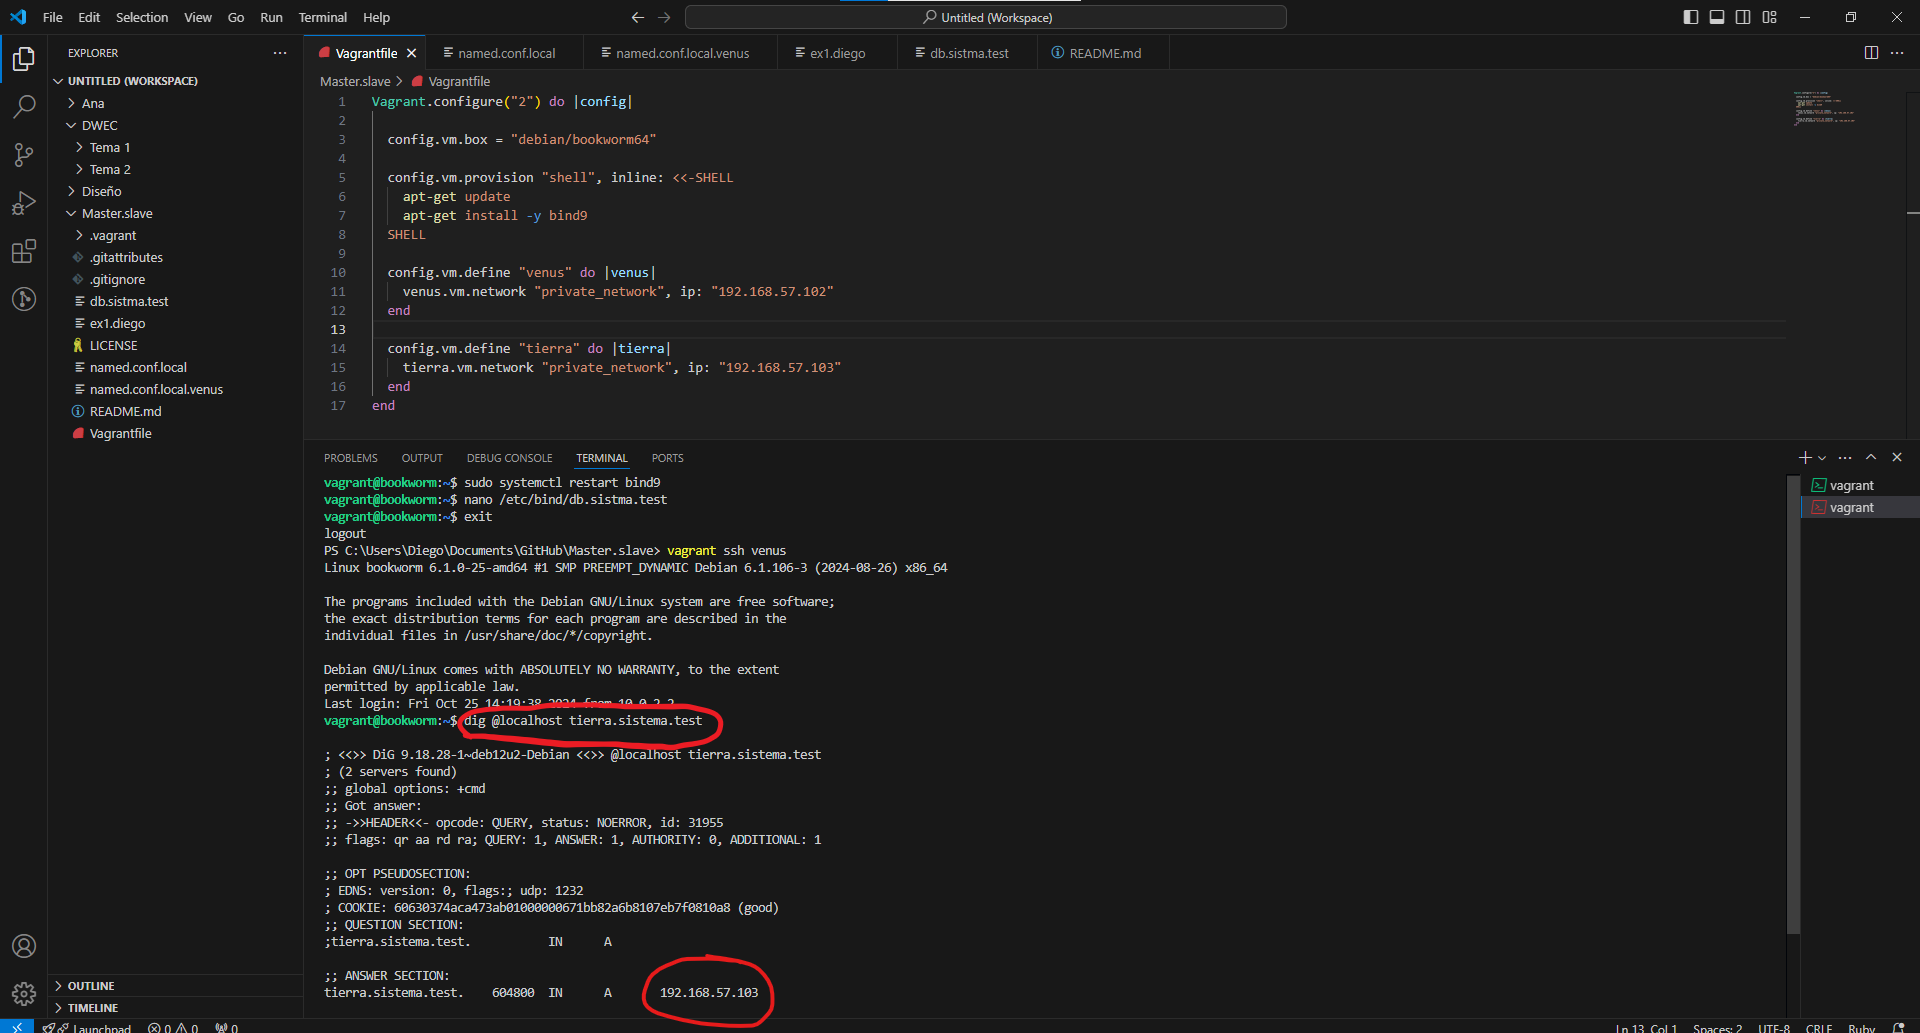 File Edit Selection View Go Run Terminal Help
Untitled (Workspace)
EXPLORER
UNTITLED (WORKSPACE)
Ana
DWEC
Tema 1
Tema 2
Diseño
Master.slave
.vagrant
.gitattributes
.gitignore
db.sistma.test
ex1.diego
LICENSE
named.conf.local
named.conf.local.venus
README.md
Vagrantfile
OUTLINE
TIMELINE
Vagrantfile named.conf.local named.conf.local.venus ex1.diego db.sistma.test README.md
Master.slave > Vagrantfile
1 Vagrant.configure("2") do |config|
2
3 config.vm.box = "debian/bookworm64"
4
5 config.vm.provision "shell", inline: <<-SHELL
6 apt-get update
7 apt-get install -y bind9
8 SHELL
9
10 config.vm.define "venus" do |venus|
11 venus.vm.network "private_network", ip: "192.168.57.102"
12 end
13
14 config.vm.define "tierra" do |tierra|
15 tierra.vm.network "private_network", ip: "192.168.57.103"
16 end
17 end
PROBLEMS OUTPUT DEBUG CONSOLE TERMINAL PORTS
vagrant
vagrant
vagrant@bookworm:~$ sudo systemctl restart bind9
vagrant@bookworm:~$ nano /etc/bind/db.sistma.test
vagrant@bookworm:~$ exit
logout
PS C:\Users\Diego\Documents\GitHub\Master.slave> vagrant ssh venus
Linux bookworm 6.1.0-25-amd64 #1 SMP PREEMPT_DYNAMIC Debian 6.1.106-3 (2024-08-26) x86_64
The programs included with the Debian GNU/Linux system are free software;
the exact distribution terms for each program are described in the
individual files in /usr/share/doc/*/copyright.
Debian GNU/Linux comes with ABSOLUTELY NO WARRANTY, to the extent
permitted by applicable law.
Last login: Fri Oct 25 14:19:38 2024 from 10.0.2.2
vagrant@bookworm:~$ dig @localhost tierra.sistema.test
; <<>> DiG 9.18.28-1~deb12u2-Debian <<>> @localhost tierra.sistema.test
; (2 servers found)
;; global options: +cmd
;; Got answer:
;; ->>HEADER<<- opcode: QUERY, status: NOERROR, id: 31955
;; flags: qr aa rd ra; QUERY: 1, ANSWER: 1, AUTHORITY: 0, ADDITIONAL: 1
;; OPT PSEUDOSECTION:
; EDNS: version: 0, flags:; udp: 1232
; COOKIE: 60630374aca473ab01000000671bb82a6b8107eb7f0810a8 (good)
;; QUESTION SECTION:
;tierra.sistema.test. IN A
;; ANSWER SECTION:
tierra.sistema.test. 604800 IN A 192.168.57.103
Launchpad 0 0 0 Ln 13, Col 1 Spaces: 2 UTF-8 CRLF Ruby